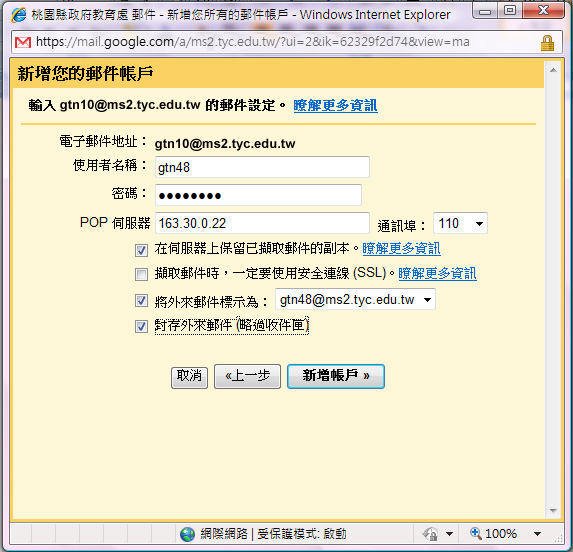 桃園縣政府教育處 郵件 - 新增您所有的郵件帳戶 - Windows Internet Explorer
https://mail.google.com/a/ms2.tyc.edu.tw/?ui=2&ik=62329f2d74&view=ma
新增您的郵件帳戶
輸入 gtn10@ms2.tyc.edu.tw 的郵件設定。 瞭解更多資訊
電子郵件地址： gtn10@ms2.tyc.edu.tw
使用者名稱： gtn48
密碼： ●●●●●●●●
POP 伺服器 163.30.0.22 通訊埠： 110
在伺服器上保留已擷取郵件的副本。瞭解更多資訊
擷取郵件時，一定要使用安全連線 (SSL)。瞭解更多資訊
將外來郵件標示為： gtn48@ms2.tyc.edu.tw
封存外來郵件 (略過收件匣)
取消 «上一步 新增帳戶 »
網際網路 | 受保護模式: 啟動 100%